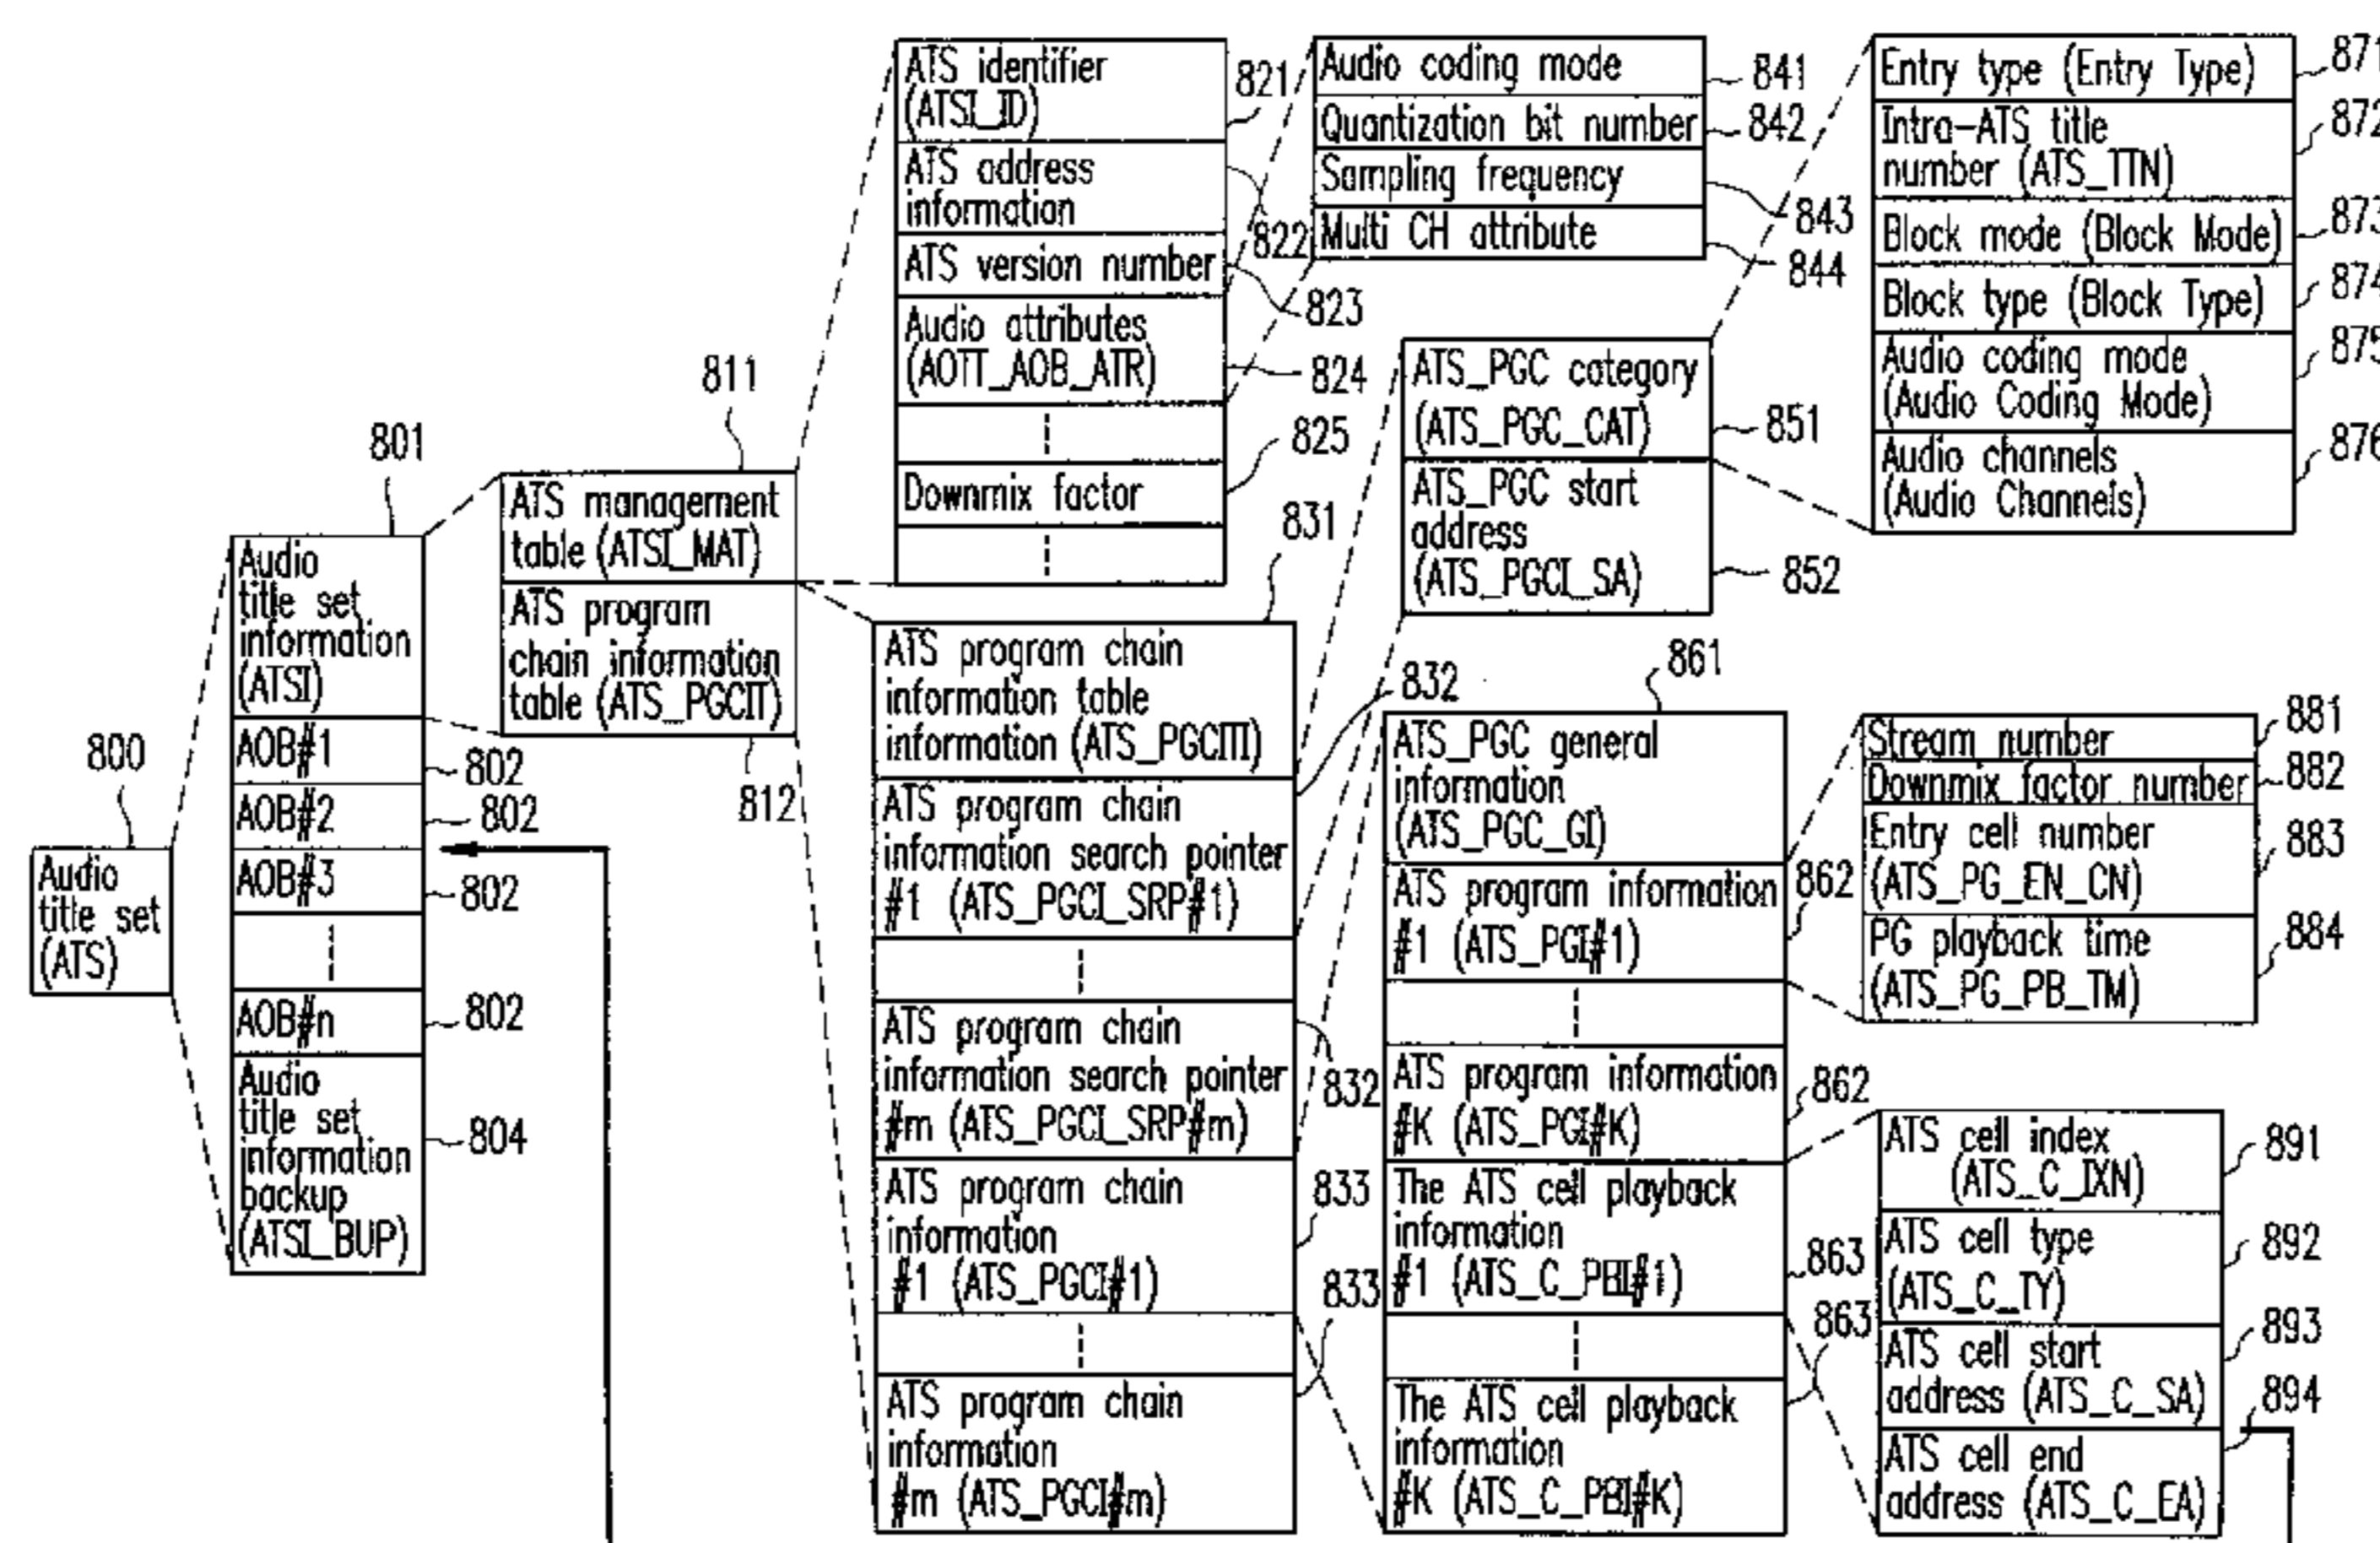 800
Audio
title set
(ATS)
801
Audio
title set
information
(ATSI)
AOB#1
802
AOB#2
802
AOB#3
802
AOB#n
802
Audio
title set
information
backup
(ATSI_BUP)
804
811
ATS management
table (ATSI_MAT)
ATS program
chain information
table (ATS_PGCIT)
812
ATS identifier
(ATSI_ID)
821
ATS address
information
822
ATS version number
823
Audio attributes
(AOTT_AOB_ATR)
824
825
Downmix factor
831
ATS program chain
information table
information (ATS_PGCITI)
832
ATS program chain
information search pointer
#1 (ATS_PGCI_SRP#1)
ATS program chain
information search pointer
#m (ATS_PGCI_SRP#m)
832
ATS program chain
information
#1 (ATS_PGCI#1)
833
833
ATS program chain
information
#m (ATS_PGCI#m)
Audio coding mode
841
Quantization bit number
842
Sampling frequency
843
Multi CH attribute
844
ATS_PGC category
(ATS_PGC_CAT)
851
ATS_PGC start
address
(ATS_PGCI_SA)
852
861
ATS_PGC general
information
(ATS_PGC_GI)
ATS program information
#1 (ATS_PGI#1)
862
ATS program information
#K (ATS_PGI#K)
862
The ATS cell playback
information
#1 (ATS_C_PBI#1)
863
863
The ATS cell playback
information
#K (ATS_C_PBI#K)
Entry type (Entry Type)
871
Intra-ATS title
number (ATS_TTN)
872
Block mode (Block Mode)
873
Block type (Block Type)
874
Audio coding mode
(Audio Coding Mode)
875
Audio channels
(Audio Channels)
876
Stream number
881
Downmix factor number
882
Entry cell number
(ATS_PG_EN_CN)
883
PG playback time
(ATS_PG_PB_TM)
884
ATS cell index
(ATS_C_IXN)
891
ATS cell type
(ATS_C_TY)
892
ATS cell start
address (ATS_C_SA)
893
ATS cell end
address (ATS_C_EA)
894